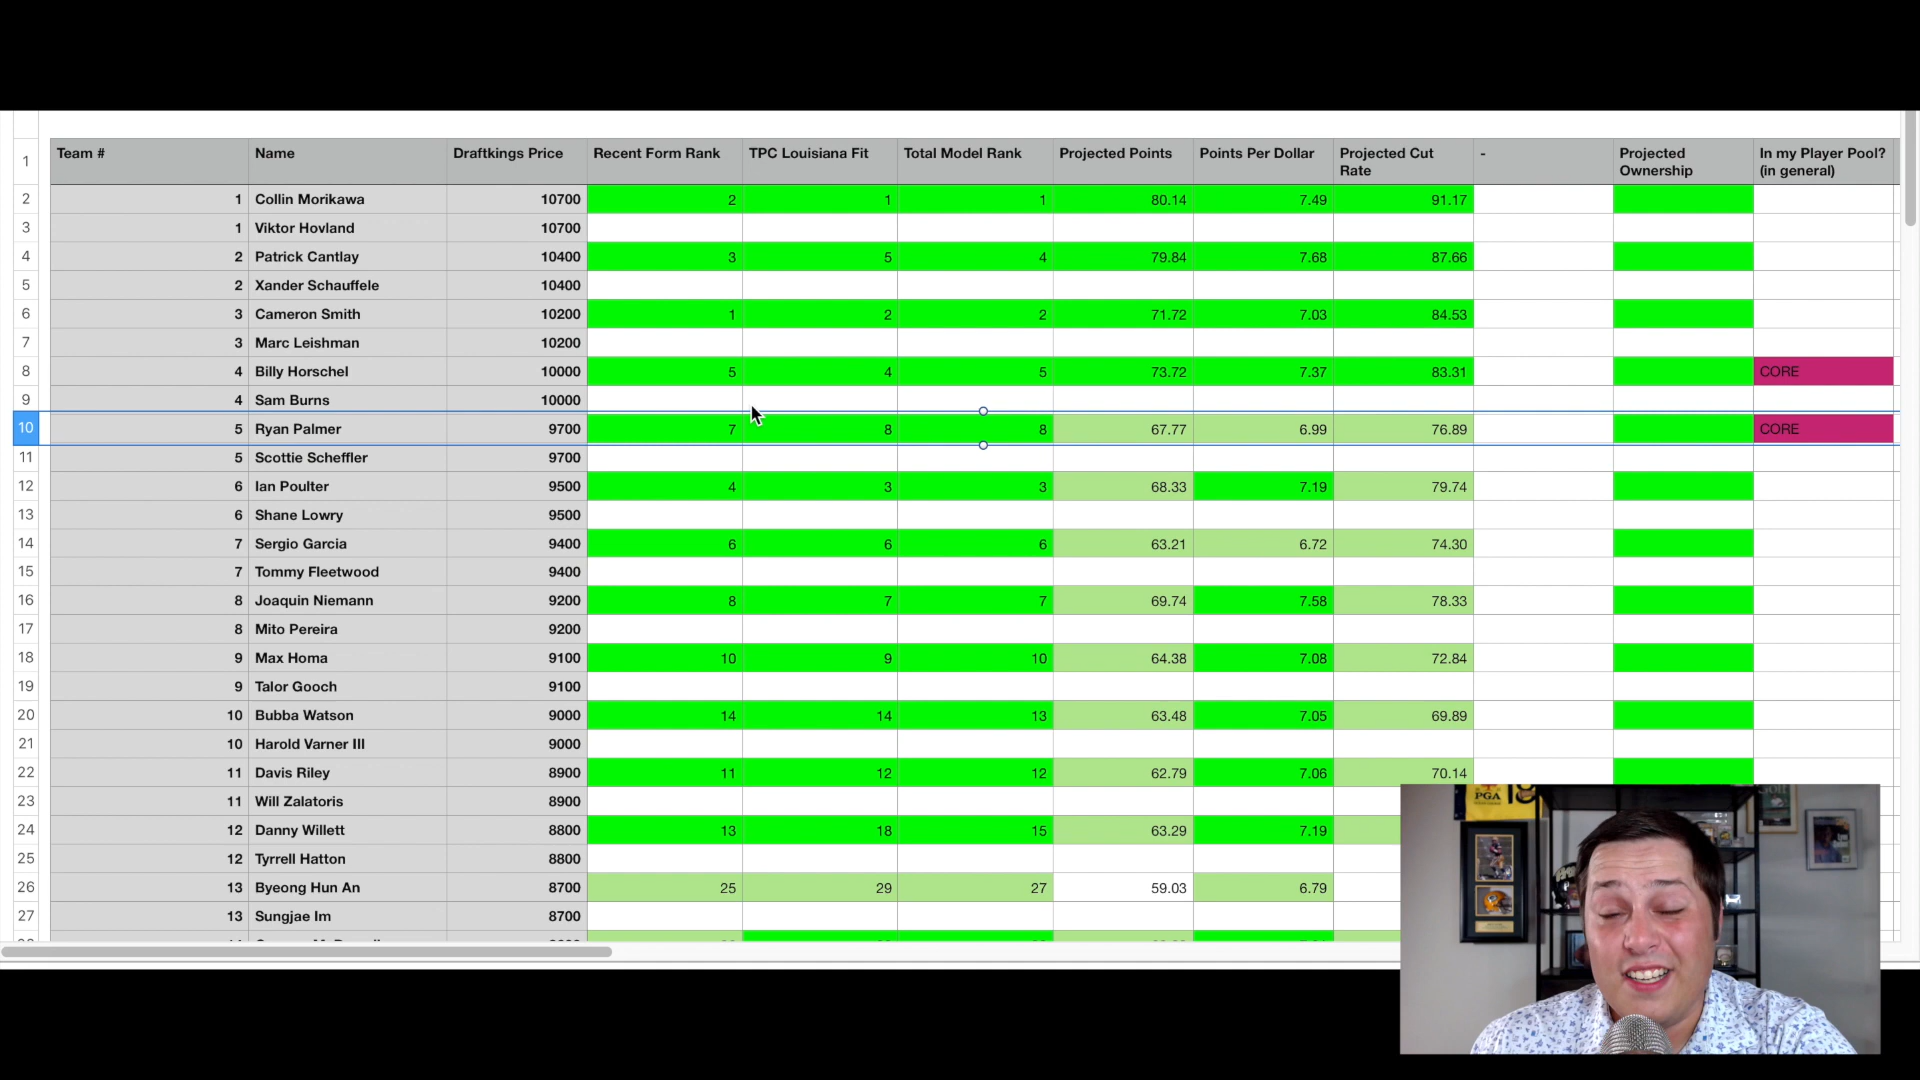 Team # Name Draftkings Price Recent Form Rank TPC Louisiana Fit Total Model Rank Projected Points Points Per Dollar Projected Cut Rate - Projected Ownership In my Player Pool? (in general)
1
2 1 Collin Morikawa 10700 2 1 1 80.14 7.49 91.17
3 1 Viktor Hovland 10700
4 2 Patrick Cantlay 10400 3 5 4 79.84 7.68 87.66
5 2 Xander Schauffele 10400
6 3 Cameron Smith 10200 1 2 2 71.72 7.03 84.53
7 3 Marc Leishman 10200
8 4 Billy Horschel 10000 5 4 5 73.72 7.37 83.31 CORE
9 4 Sam Burns 10000
10 5 Ryan Palmer 9700 7 8 8 67.77 6.99 76.89 CORE
11 5 Scottie Scheffler 9700
12 6 Ian Poulter 9500 4 3 3 68.33 7.19 79.74
13 6 Shane Lowry 9500
14 7 Sergio Garcia 9400 6 6 6 63.21 6.72 74.30
15 7 Tommy Fleetwood 9400
16 8 Joaquin Niemann 9200 8 7 7 69.74 7.58 78.33
17 8 Mito Pereira 9200
18 9 Max Homa 9100 10 9 10 64.38 7.08 72.84
19 9 Talor Gooch 9100
20 10 Bubba Watson 9000 14 14 13 63.48 7.05 69.89
21 10 Harold Varner III 9000
22 11 Davis Riley 8900 11 12 12 62.79 7.06 70.14
23 11 Will Zalatoris 8900
24 12 Danny Willett 8800 13 18 15 63.29 7.19
25 12 Tyrrell Hatton 8800
26 13 Byeong Hun An 8700 25 29 27 59.03 6.79
27 13 Sungjae Im 8700
PGA